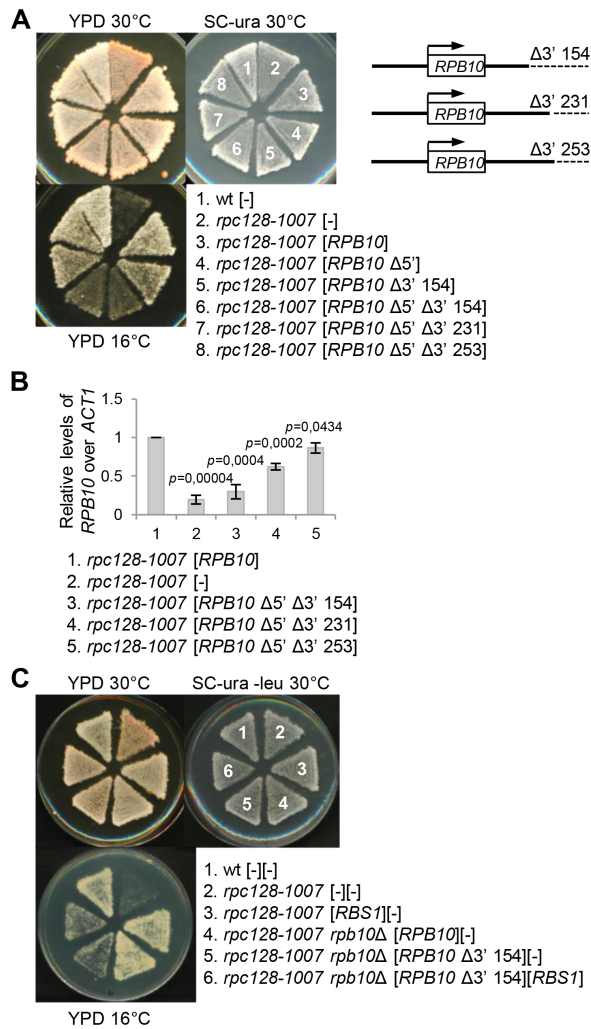 A
YPD 30°C
SC-ura 30°C
1
2
3
4
5
6
7
8
RPB10
Δ3’ 154
RPB10
Δ3’ 231
RPB10
Δ3’ 253
YPD 16°C
1. wt [-]
2. rpc128-1007 [-]
3. rpc128-1007 [RPB10]
4. rpc128-1007 [RPB10 Δ5’]
5. rpc128-1007 [RPB10 Δ3’ 154]
6. rpc128-1007 [RPB10 Δ5’ Δ3’ 154]
7. rpc128-1007 [RPB10 Δ5’ Δ3’ 231]
8. rpc128-1007 [RPB10 Δ5’ Δ3’ 253]
B
Relative levels of
RPB10 over ACT1
1.5
1
0.5
0
p=0,00004
p=0,0004
p=0,0002
p=0,0434
1 2 3 4 5
1. rpc128-1007 [RPB10]
2. rpc128-1007 [-]
3. rpc128-1007 [RPB10 Δ5’ Δ3’ 154]
4. rpc128-1007 [RPB10 Δ5’ Δ3’ 231]
5. rpc128-1007 [RPB10 Δ5’ Δ3’ 253]
C
YPD 30°C
SC-ura -leu 30°C
1
2
3
4
5
6
1. wt [-][-]
2. rpc128-1007 [-][-]
3. rpc128-1007 [RBS1][-]
4. rpc128-1007 rpb10Δ [RPB10][-]
5. rpc128-1007 rpb10Δ [RPB10 Δ3’ 154][-]
6. rpc128-1007 rpb10Δ [RPB10 Δ3’ 154][RBS1]
YPD 16°C